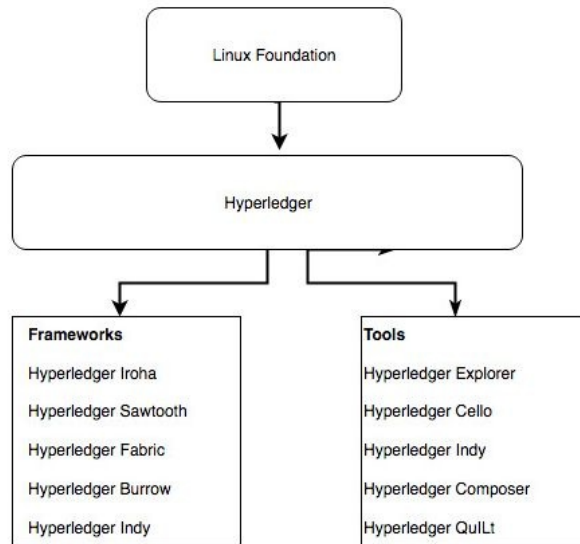 Linux Foundation
Hyperledger
Frameworks
Hyperledger Iroha
Hyperledger Sawtooth
Hyperledger Fabric
Hyperledger Burrow
Hyperledger Indy
Tools
Hyperledger Explorer
Hyperledger Cello
Hyperledger Indy
Hyperledger Composer
Hyperledger QuILt